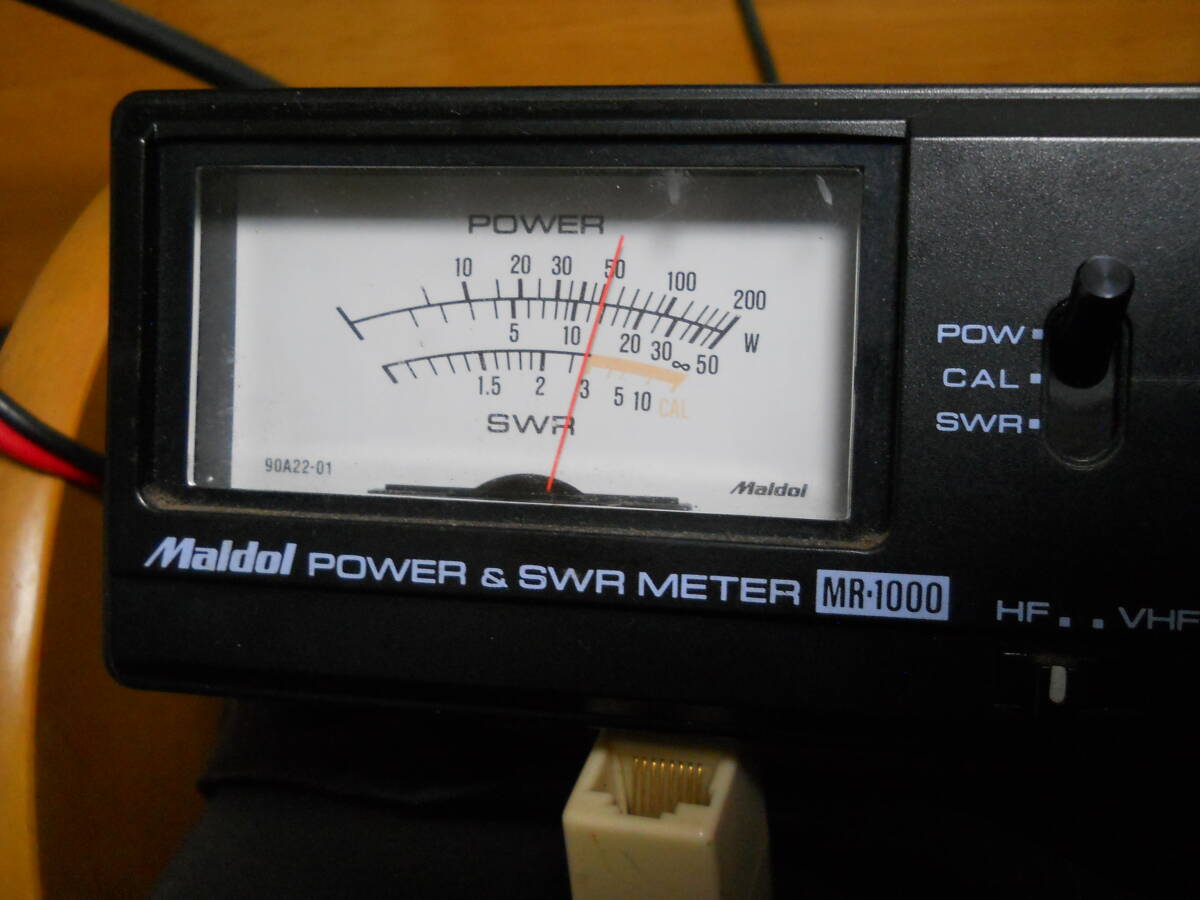 POWER
10 20 30 50 100 200
W
5 10 20 30 50
∞
1.5 2 3 5 10 CAL
SWR
90A22-01
Maldol
POW
CAL
SWR
Maldol POWER & SWR METER MR·1000
HF VHF